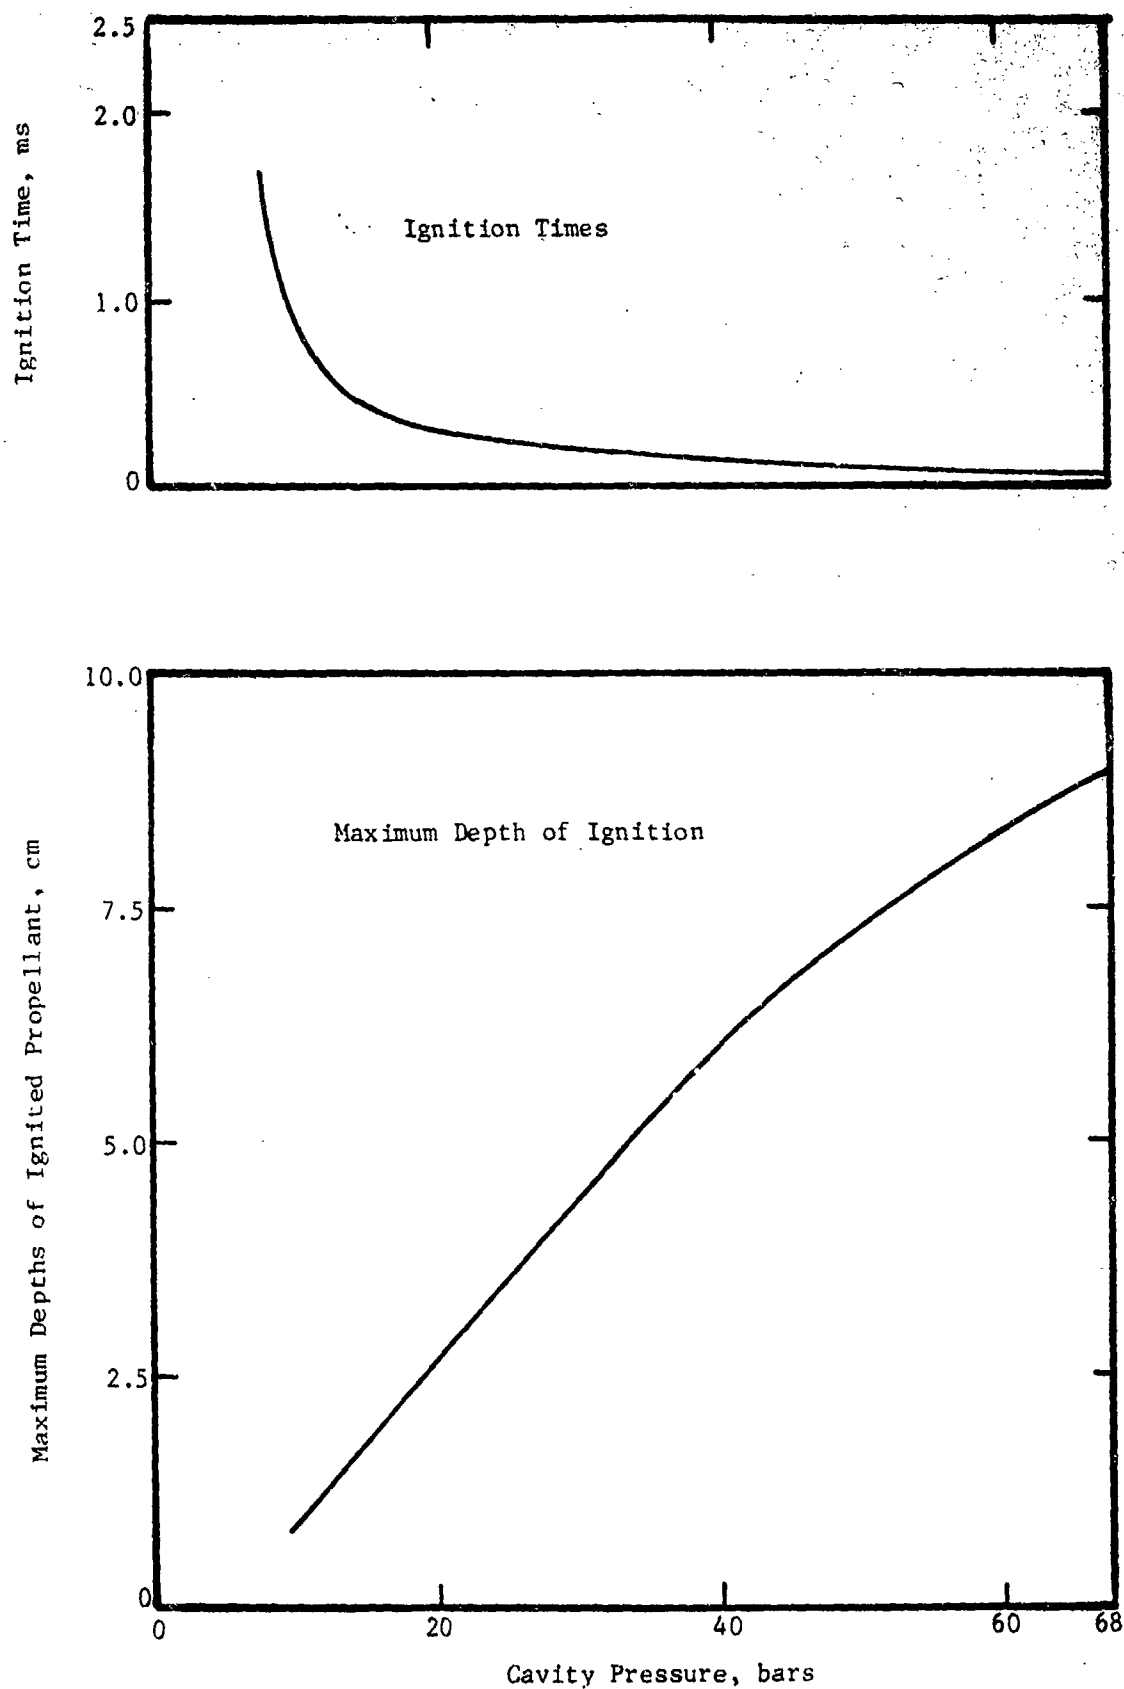 2.5
2.0
1.0
0
Ignition Time, ms
Ignition Times
10.0
7.5
5.0
2.5
0
Maximum Depths of Ignited Propellant, cm
Maximum Depth of Ignition
0 20 40 60 68
Cavity Pressure, bars